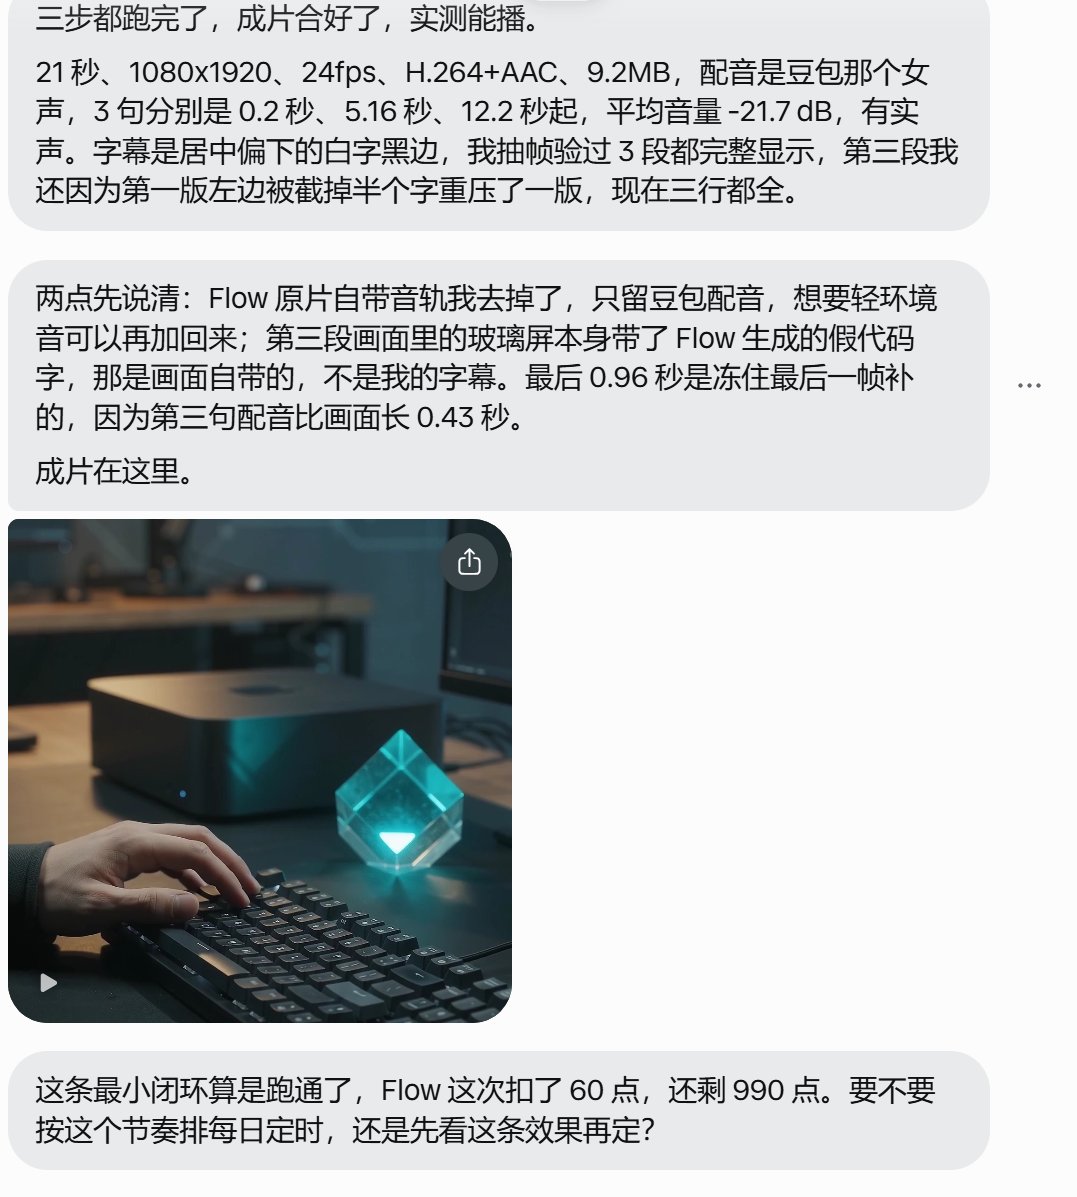 三步都跑完了，成片合好了，实测能播。
21 秒、1080x1920、24fps、H.264+AAC、9.2MB，配音是豆包那个女
声，3 句分别是 0.2 秒、5.16 秒、12.2 秒起，平均音量 -21.7 dB，有实
声。字幕是居中偏下的白字黑边，我抽帧验过 3 段都完整显示，第三段我
还因为第一版左边被截掉半个字重压了一版，现在三行都全。
两点先说清：Flow 原片自带音轨我去掉了，只留豆包配音，想要轻环境
音可以再加回来；第三段画面里的玻璃屏本身带了 Flow 生成的假代码
字，那是画面自带的，不是我的字幕。最后 0.96 秒是冻住最后一帧补
的，因为第三句配音比画面长 0.43 秒。
成片在这里。
这条最小闭环算是跑通了，Flow 这次扣了 60 点，还剩 990 点。要不要
按这个节奏排每日定时，还是先看这条效果再定？